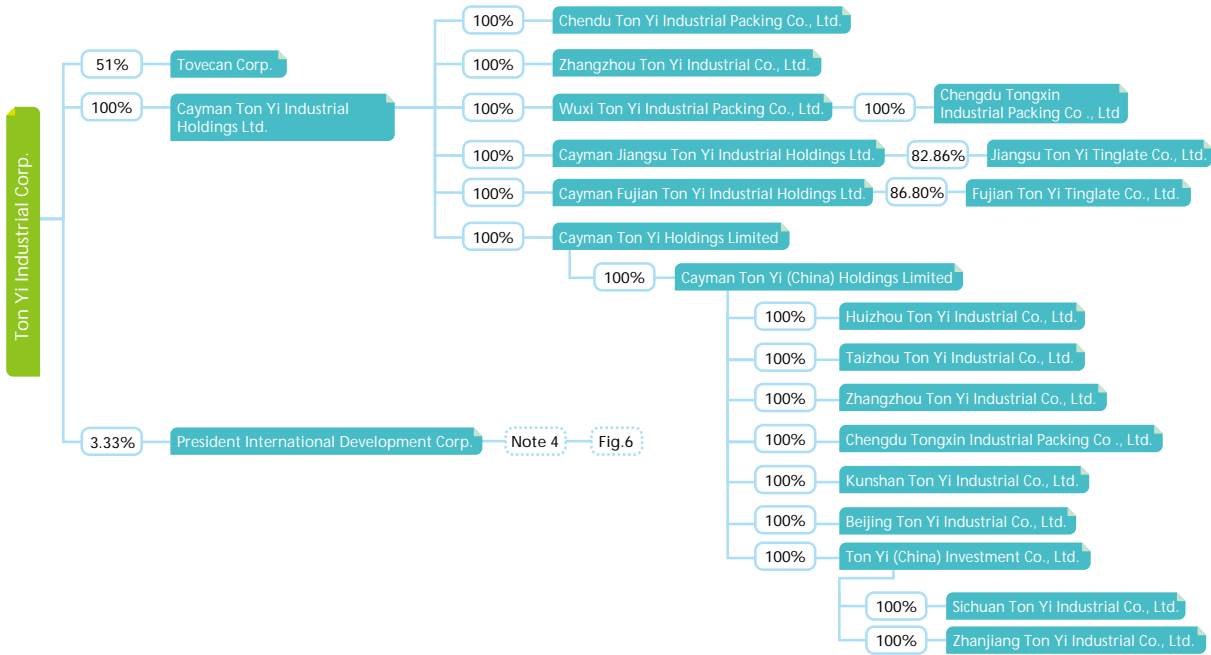 Ton Yi Industrial Corp.
51%
Tovecan Corp.
100%
Cayman Ton Yi Industrial
Holdings Ltd.
100%
Chendu Ton Yi Industrial Packing Co., Ltd.
100%
Zhangzhou Ton Yi Industrial Co., Ltd.
100%
Wuxi Ton Yi Industrial Packing Co., Ltd.
100%
Chengdu Tongxin
Industrial Packing Co ., Ltd
100%
Cayman Jiangsu Ton Yi Industrial Holdings Ltd.
82.86%
Jiangsu Ton Yi Tinglate Co., Ltd.
100%
Cayman Fujian Ton Yi Industrial Holdings Ltd.
86.80%
Fujian Ton Yi Tinglate Co., Ltd.
100%
Cayman Ton Yi Holdings Limited
100%
Cayman Ton Yi (China) Holdings Limited
100%
Huizhou Ton Yi Industrial Co., Ltd.
100%
Taizhou Ton Yi Industrial Co., Ltd.
100%
Zhangzhou Ton Yi Industrial Co., Ltd.
100%
Chengdu Tongxin Industrial Packing Co ., Ltd.
100%
Kunshan Ton Yi Industrial Co., Ltd.
100%
Beijing Ton Yi Industrial Co., Ltd.
100%
Ton Yi (China) Investment Co., Ltd.
100%
Sichuan Ton Yi Industrial Co., Ltd.
100%
Zhanjiang Ton Yi Industrial Co., Ltd.
3.33%
President International Development Corp.
Note 4
Fig.6